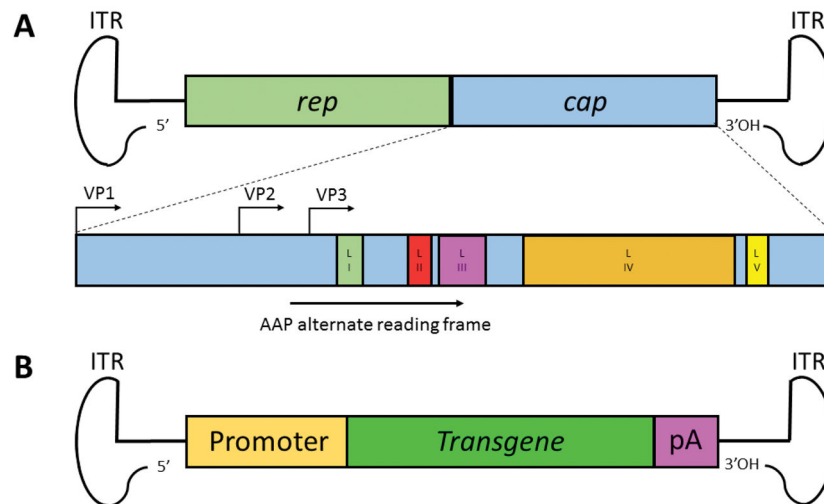 A
ITR
ITR
rep
cap
5’
3’OH
VP1
VP2
VP3
L
I
L
II
L
III
L
IV
L
V
AAP alternate reading frame
B
ITR
ITR
Promoter
Transgene
pA
5’
3’OH